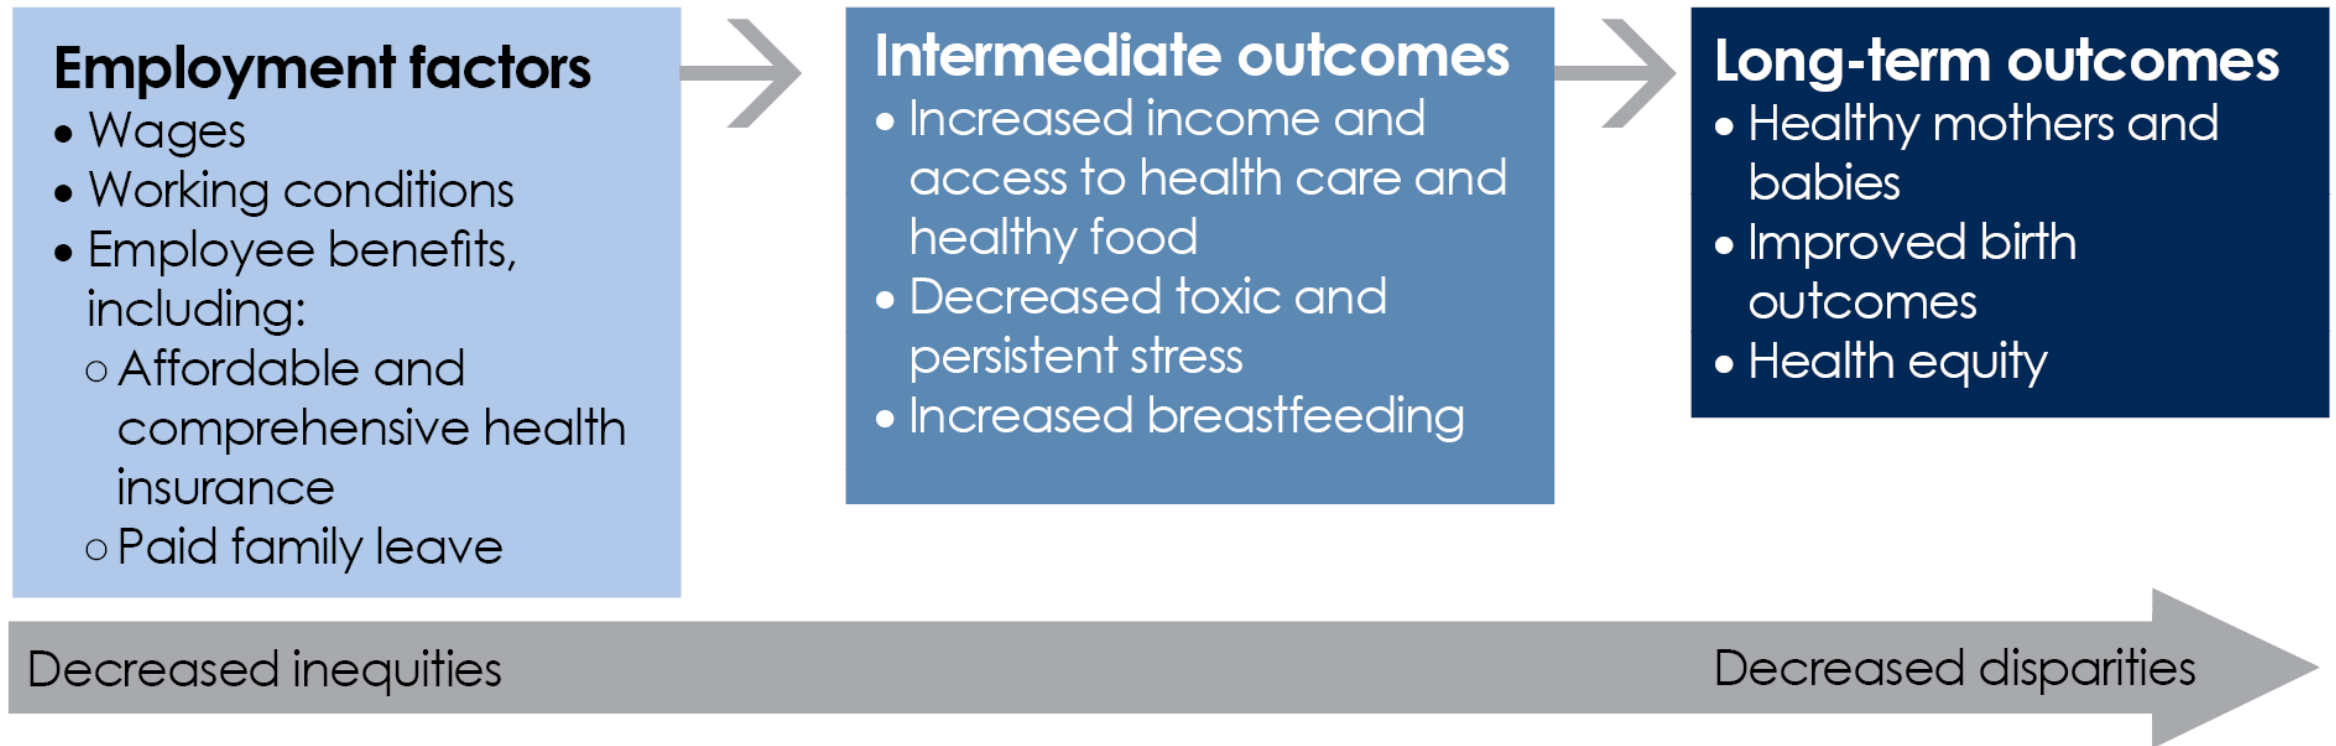 Employment factors
• Wages
• Working conditions
• Employee benefits,
including:
○ Affordable and
comprehensive health
insurance
○ Paid family leave
Intermediate outcomes
• Increased income and
access to health care and
healthy food
• Decreased toxic and
persistent stress
• Increased breastfeeding
Long-term outcomes
• Healthy mothers and
babies
• Improved birth
outcomes
• Health equity
Decreased inequities
Decreased disparities